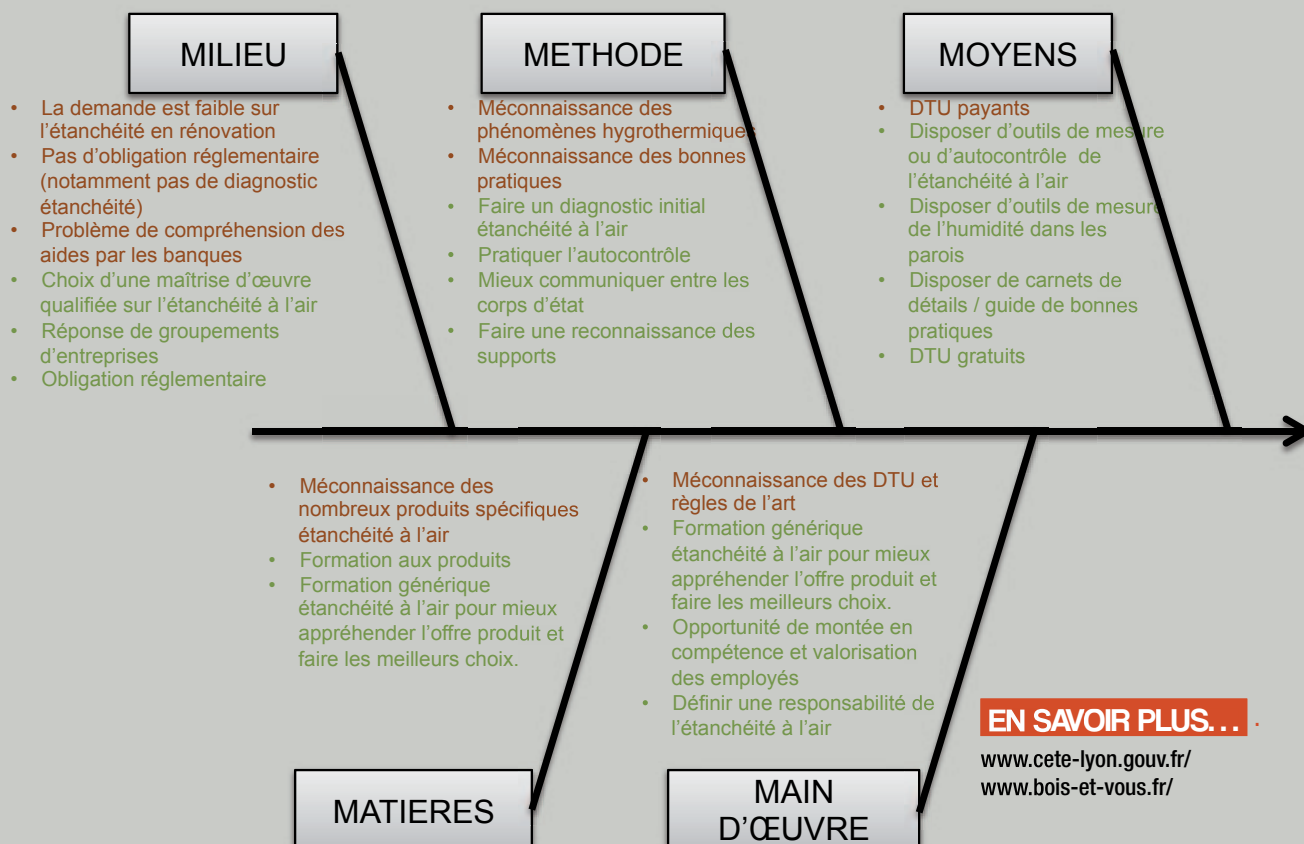 MILIEU
• La demande est faible sur
l’étanchéité en rénovation
• Pas d’obligation réglementaire
(notamment pas de diagnostic
étanchéité)
• Problème de compréhension des
aides par les banques
• Choix d’une maîtrise d’œuvre
qualifiée sur l’étanchéité à l’air
• Réponse de groupements
d’entreprises
• Obligation réglementaire
METHODE
• Méconnaissance des
phénomènes hygrothermiques
• Méconnaissance des bonnes
pratiques
• Faire un diagnostic initial
étanchéité à l’air
• Pratiquer l’autocontrôle
• Mieux communiquer entre les
corps d’état
• Faire une reconnaissance des
supports
MOYENS
• DTU payants
• Disposer d’outils de mesure
ou d’autocontrôle de
l’étanchéité à l’air
• Disposer d’outils de mesure
de l’humidité dans les
parois
• Disposer de carnets de
détails / guide de bonnes
pratiques
• DTU gratuits
• Méconnaissance des
nombreux produits spécifiques
étanchéité à l’air
• Formation aux produits
• Formation générique
étanchéité à l’air pour mieux
appréhender l’offre produit et
faire les meilleurs choix.
MATIERES
• Méconnaissance des DTU et
règles de l’art
• Formation générique
étanchéité à l’air pour mieux
appréhender l’offre produit et
faire les meilleurs choix.
• Opportunité de montée en
compétence et valorisation
des employés
• Définir une responsabilité de
l’étanchéité à l’air
MAIN
D’ŒUVRE
EN SAVOIR PLUS... .
www.cete-lyon.gouv.fr/
www.bois-et-vous.fr/